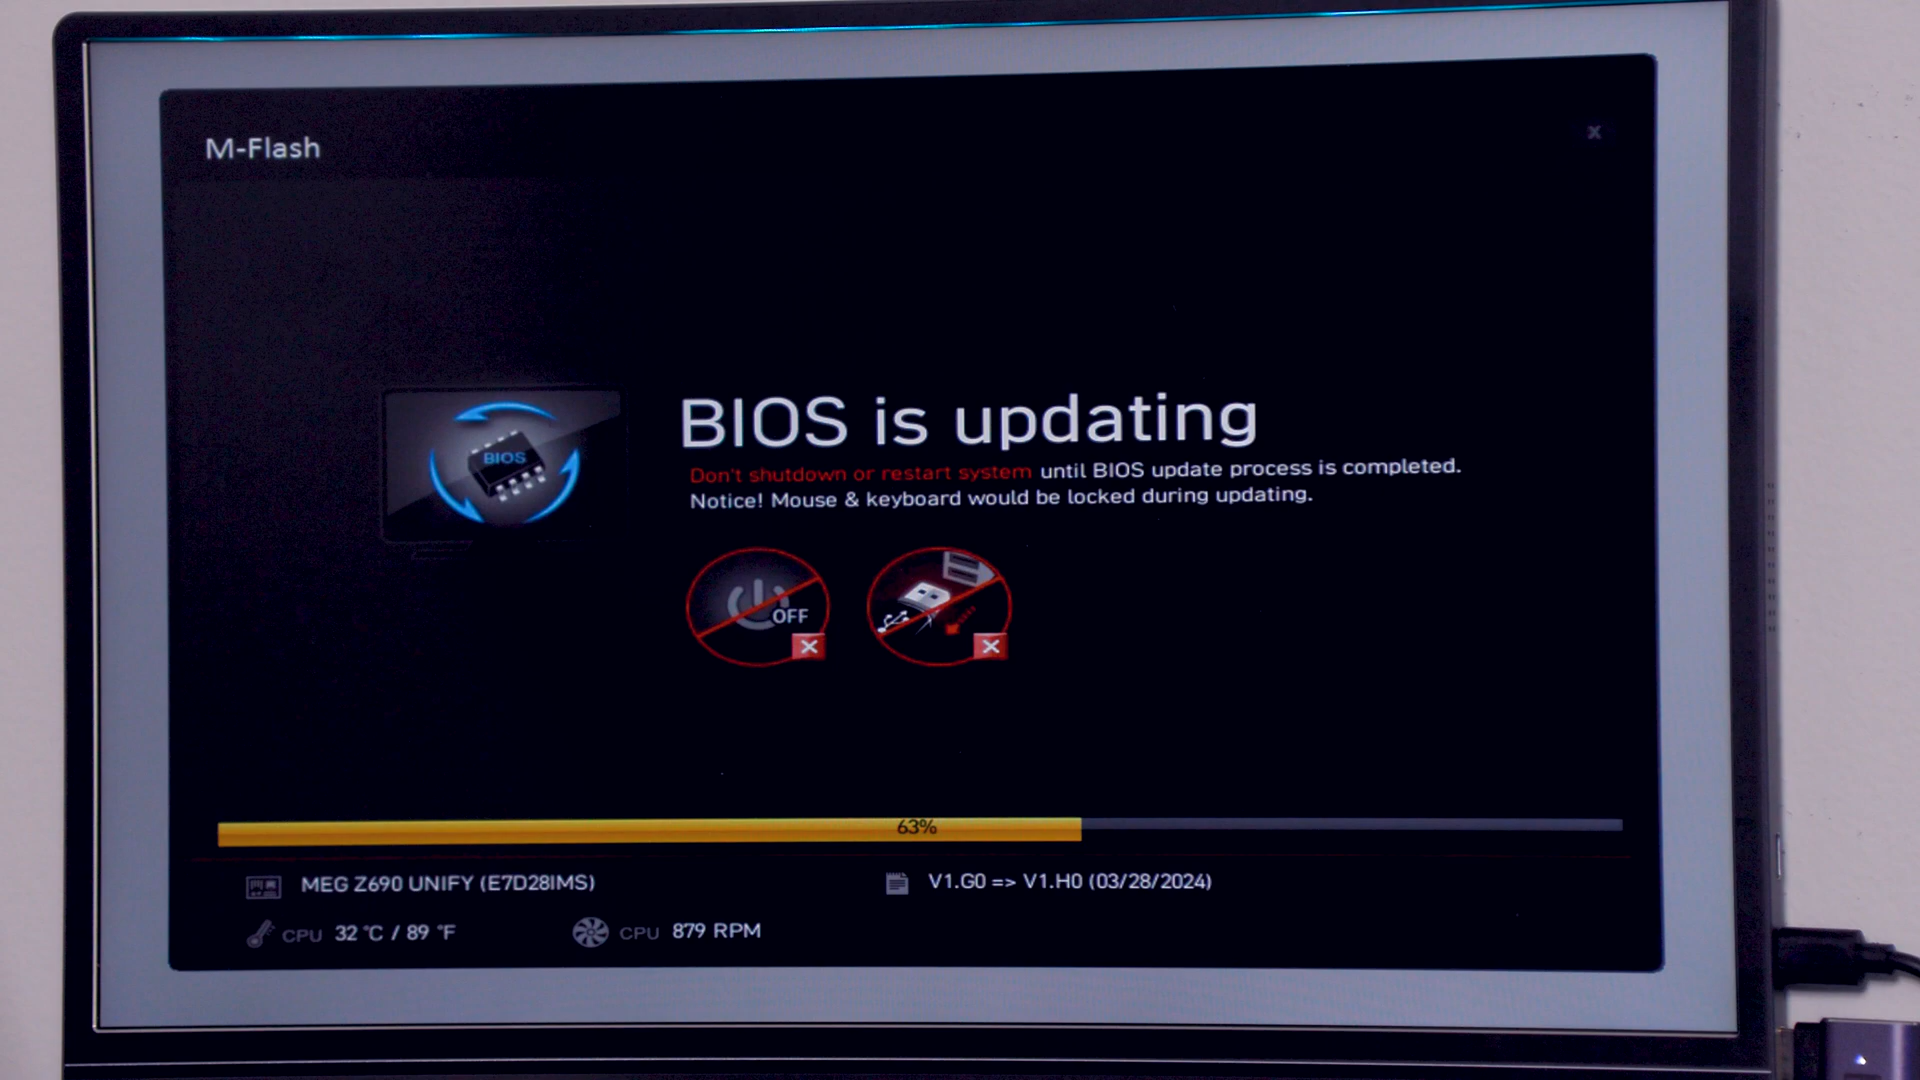 M-Flash
x
BIOS
BIOS is updating
Don't shutdown or restart system until BIOS update process is completed.
Notice! Mouse & keyboard would be locked during updating.
OFF
63%
MEG Z690 UNIFY (E7D28IMS)
V1.G0 => V1.H0 (03/28/2024)
CPU 32 °C / 89 °F
CPU 879 RPM